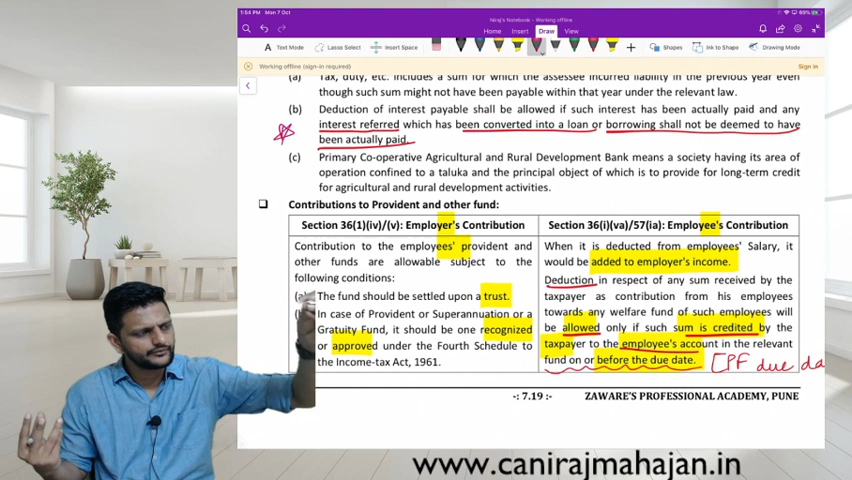 1:54 PM Mon 7 Oct
69%
Niraj's Notebook - Working offline
Home Insert Draw View
Text Mode Lasso Select Insert Space Shapes Ink to Shape Drawing Mode
Working offline (sign-in required) Sign in
(a) Tax, duty, etc. includes a sum for which the assessee incurred liability in the previous year even
though such sum might not have been payable within that year under the relevant law.
(b) Deduction of interest payable shall be allowed if such interest has been actually paid and any
interest referred which has been converted into a loan or borrowing shall not be deemed to have
been actually paid.
(c) Primary Co-operative Agricultural and Rural Development Bank means a society having its area of
operation confined to a taluka and the principal object of which is to provide for long-term credit
for agricultural and rural development activities.
Contributions to Provident and other fund:
Section 36(1)(iv)/(v): Employer's Contribution
Contribution to the employees' provident and
other funds are allowable subject to the
following conditions:
(a) The fund should be settled upon a trust.
In case of Provident or Superannuation or a
Gratuity Fund, it should be one recognized
or approved under the Fourth Schedule to
the Income-tax Act, 1961.
Section 36(i)(va)/57(ia): Employee's Contribution
When it is deducted from employees' Salary, it
would be added to employer's income.
Deduction in respect of any sum received by the
taxpayer as contribution from his employees
towards any welfare fund of such employees will
be allowed only if such sum is credited by the
taxpayer to the employee's account in the relevant
fund on or before the due date. [PF due da
-: 7.19 ZAWARE'S PROFESSIONAL ACADEMY, PUNE
www.canirajmahajan.in